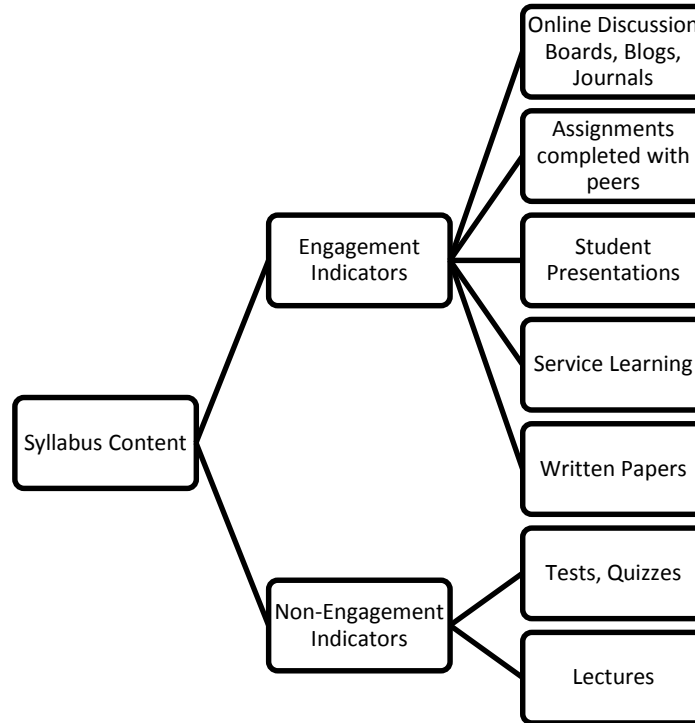 Online Discussion
Boards, Blogs,
Journals
Assignments
completed with
peers
Engagement
Indicators
Student
Presentations
Service Learning
Syllabus Content
Written Papers
Tests, Quizzes
Non-Engagement
Indicators
Lectures